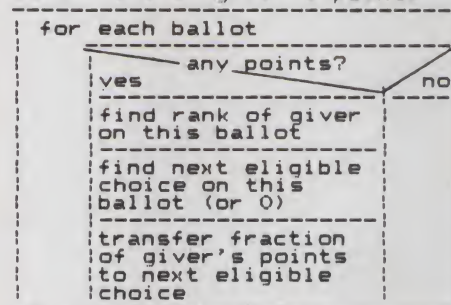 for each ballot
any points?
yes
no
find rank of giver
on this ballot
find next eligible
choice on this
ballot (or 0)
transfer fraction
of giver's points
to next eligible
choice